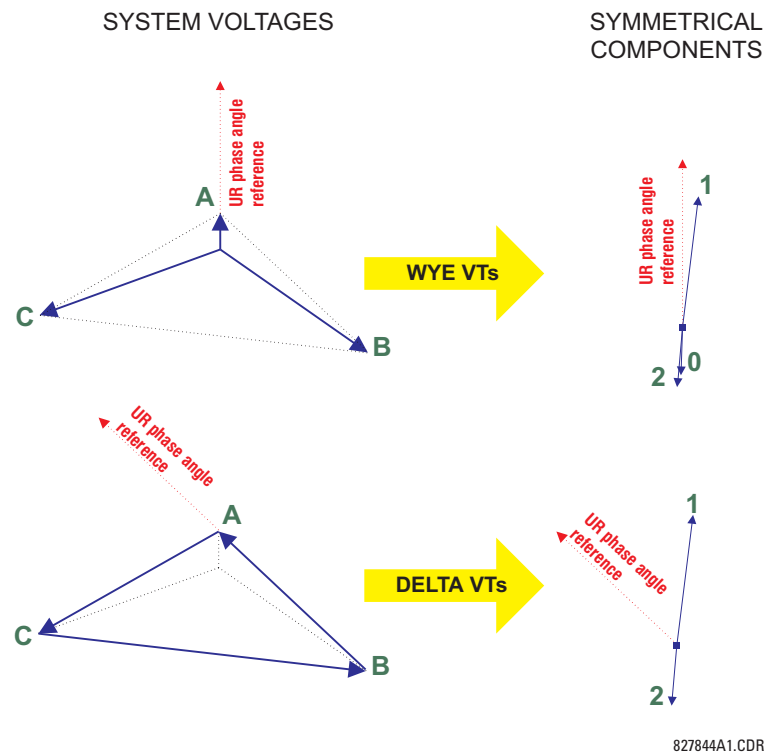 SYSTEM VOLTAGES
SYMMETRICAL
COMPONENTS
UR phase angle
reference
A
C
B
WYE VTs
UR phase angle
reference
1
2
0
UR phase angle
reference
A
C
B
DELTA VTs
UR phase angle
reference
1
2
827844A1.CDR